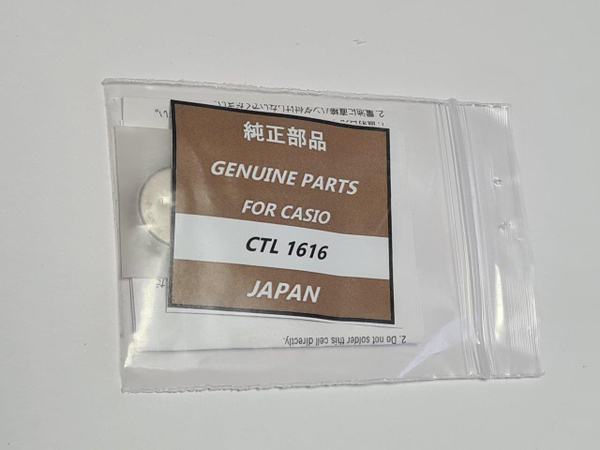 純正部品
GENUINE PARTS
FOR CASIO
CTL 1616
JAPAN
2. Do not solder this cell directly.